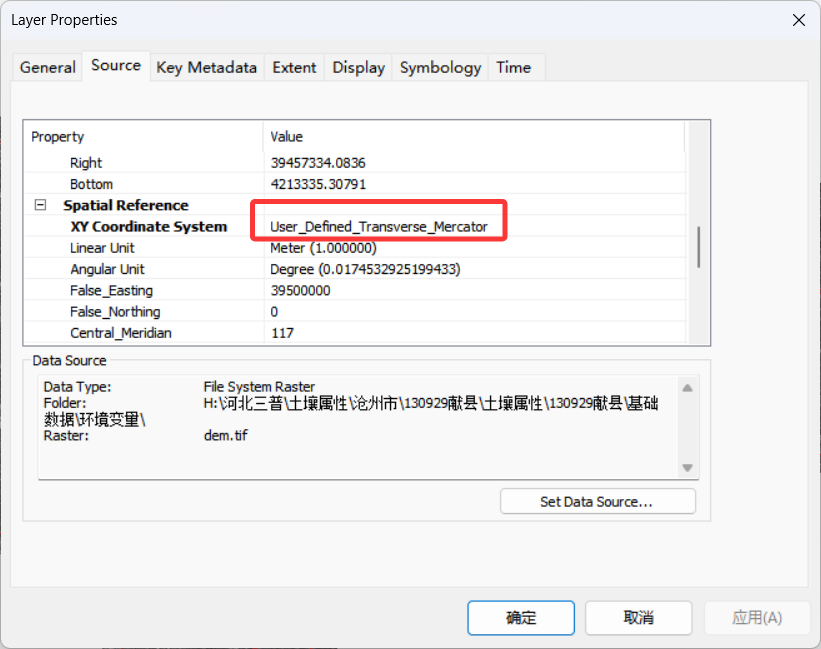 Layer Properties
General Source Key Metadata Extent Display Symbology Time
Property Value
Right 39457334.0836
Bottom 4213335.30791
Spatial Reference
XY Coordinate System User_Defined_Transverse_Mercator
Linear Unit Meter (1.000000)
Angular Unit Degree (0.0174532925199433)
False_Easting 39500000
False_Northing 0
Central_Meridian 117
Data Source
Data Type: File System Raster
Folder: H:\河北三普\土壤属性\沧州市\130929献县\土壤属性\130929献县\基础
数据\环境变量\
Raster: dem.tif
Set Data Source...
确定 取消 应用(A)